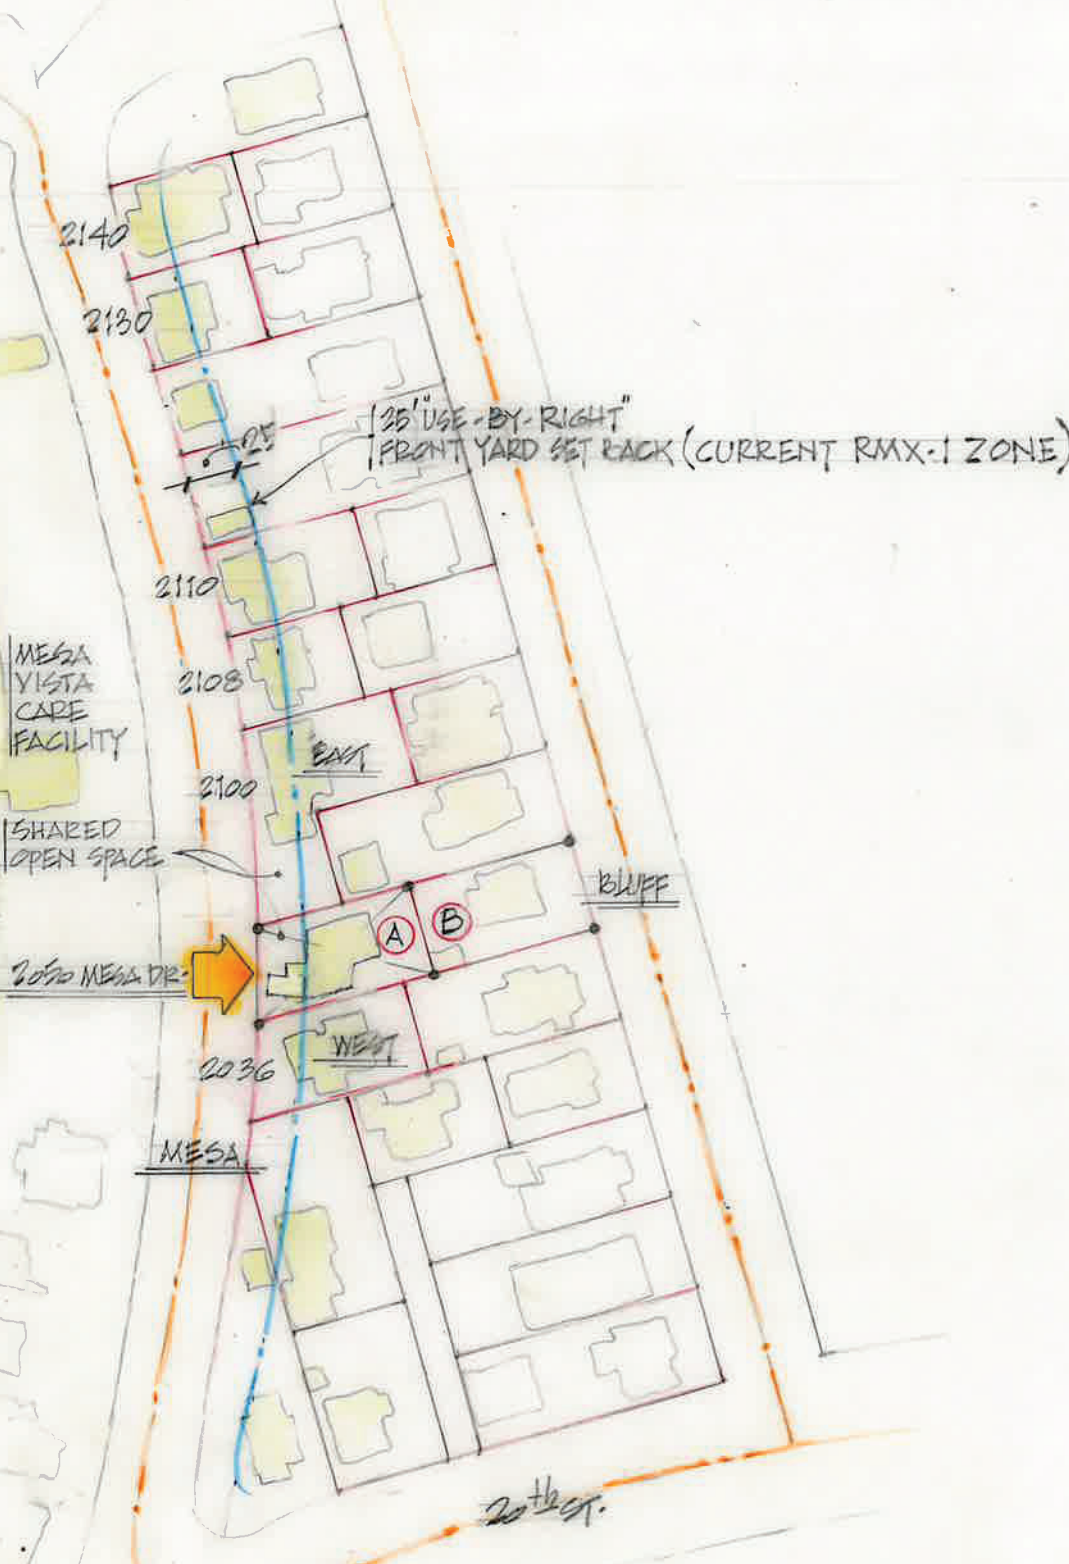 2140
2130
25
25' "USE-BY-RIGHT"
FRONT YARD SET BACK (CURRENT RMX-1 ZONE)
2110
MESA
VISTA
CARE
FACILITY
2108
EAST
2100
SHARED
OPEN SPACE
BLUFF
A B
2050 MESA DR.
WEST
2036
MESA
20th ST.